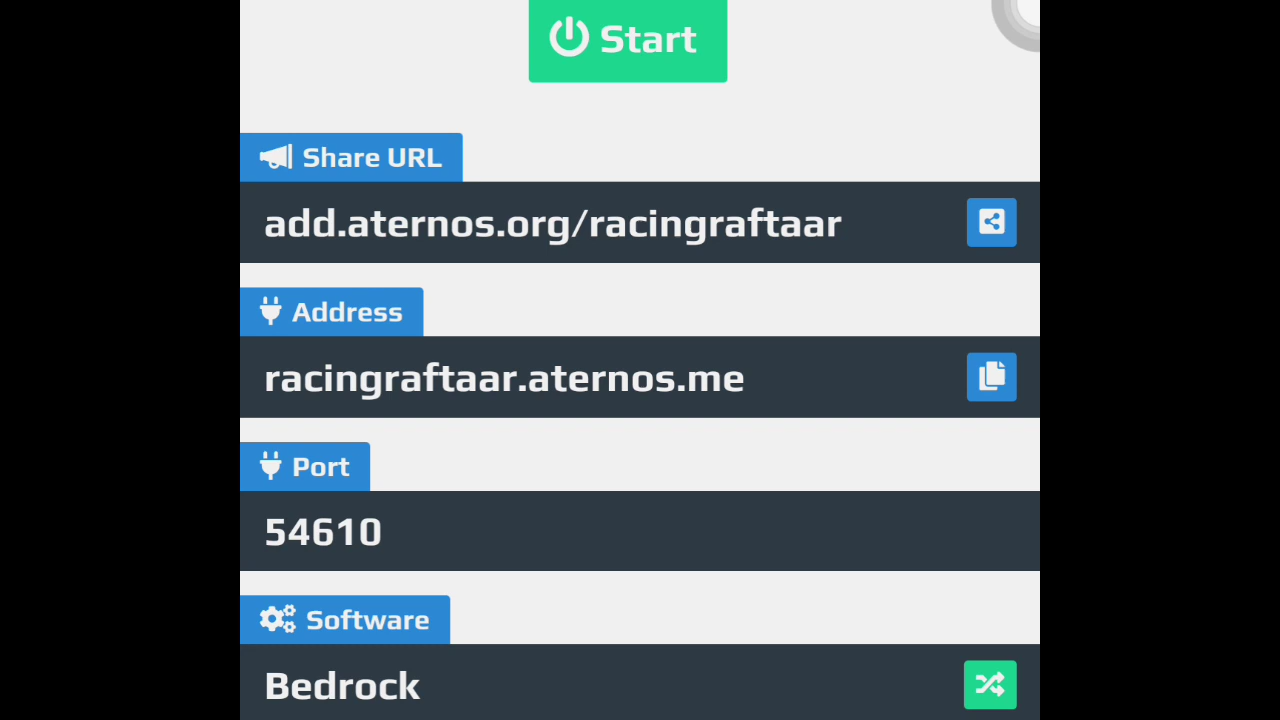 Start
Share URL
add.aternos.org/racingraftaar
Address
racingraftaar.aternos.me
Port
54610
Software
Bedrock